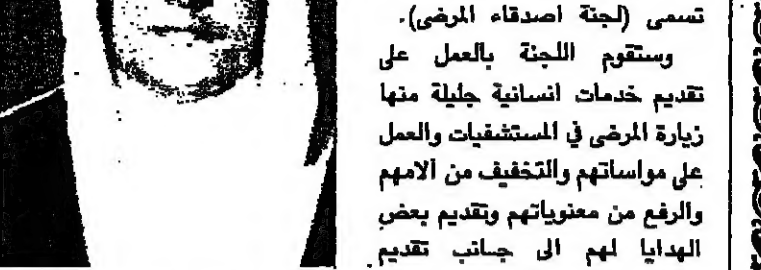 تسمى (لجنة اصدقاء المرضى).
وستقوم اللجنة بالعمل على
تقديم خدمات انسانية جليلة منها
زيارة المرضى في المستشفيات والعمل
على مواساتهم والتخفيف من آلامهم
والرفع من معنوياتهم وتقديم بعض
الهدايا لهم الى جانب تقديم